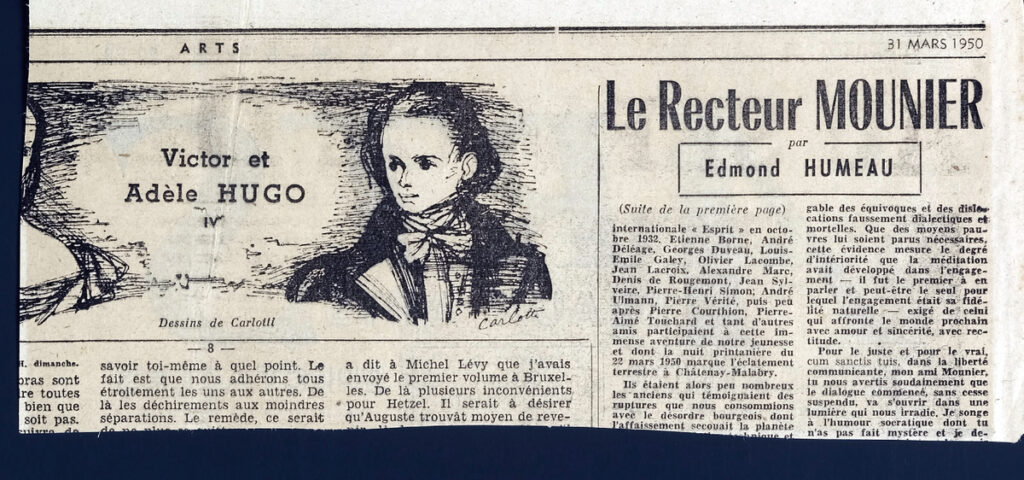 ARTS
31 MARS 1950
Victor et
Adèle HUGO
IV
Carlotti
Dessins de Carlotti
8
H. dimanche.
bras sont
re toutes
bien que
soit pas.
suivre de
savoir toi-même à quel point. Le
fait est que nous adhérons tous
étroitement les uns aux autres. De
là les déchirements aux moindres
séparations. Le remède, ce serait
a dit à Michel Lévy que j'avais
envoyé le premier volume à Bruxel-
les. De là plusieurs inconvénients
pour Hetzel. Il serait à désirer
qu'Auguste trouvât moyen de reve-
Le Recteur MOUNIER
par
Edmond HUMEAU
(Suite de la première page)
internationale « Esprit » en octo-
bre 1932, Etienne Borne, André
Déléage, Georges Duveau, Louis-
Emile Galey, Olivier Lacombe,
Jean Lacroix, Alexandre Marc,
Denis de Rougemont, Jean Syl-
veire, Pierre-Henri Simon, André
Ulmann, Pierre Vérité, puis peu
après Pierre Courthion, Pierre-
Aimé Touchard et tant d'autres
amis participaient à cette im-
mense aventure de notre jeunesse
et dont la nuit printanière du
22 mars 1950 marque l'éclatement
terrestre à Châtenay-Malabry.
Ils étaient alors peu nombreux
les anciens qui témoignaient des
ruptures que nous consommions
avec le désordre bourgeois dont
l'affaissement secouait la planète
technique et
gable des équivoques et des dislo-
cations faussement dialectiques et
mortelles. Que des moyens pau-
vres lui soient parus nécessaires,
cette évidence mesure le degré
d'intériorité que la méditation
avait développé dans l'engage-
ment — il fut le premier à en
parler et peut-être le seul pour
lequel l'engagement était sa fidé-
lité naturelle — exigé de celui
qui affronte le monde prochain
avec amour et sincérité, avec rec-
titude.
Pour le juste et pour le vrai,
cum sanctis tuis, dans la liberté
communicante, mon ami Mounier,
tu nous avertis soudainement que
le dialogue commencé, sans cesse
suspendu, va s'ouvrir dans une
lumière qui nous irradie. Je songe
à l'humour socratique dont tu
n'as pas fait mystère et je de-